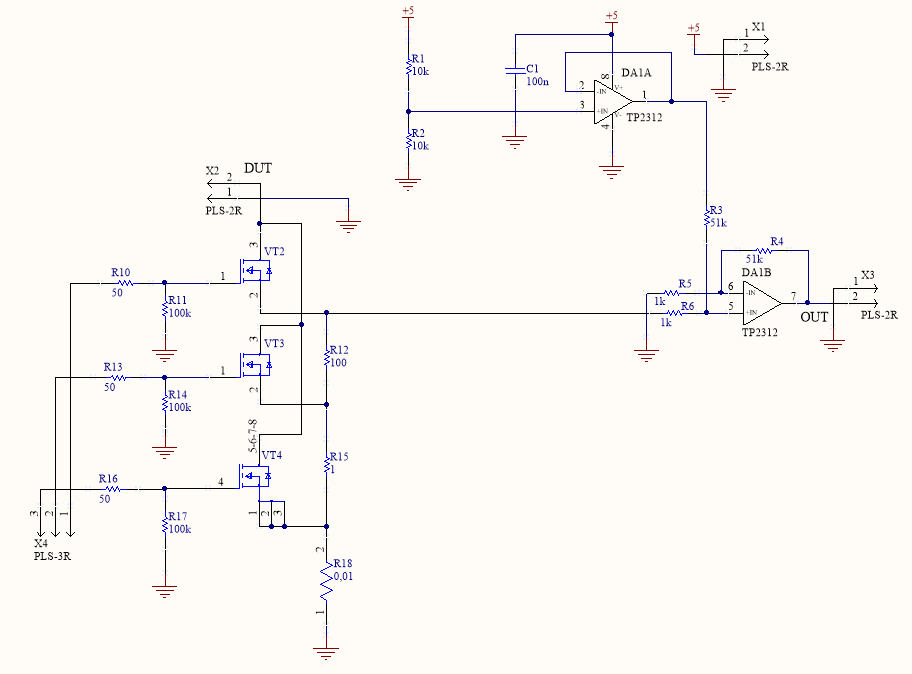 +5
R1
10k
R2
10k
C1
100n
+5
DA1A
8
V+
2
-IN
1
3
+IN
V-
4
TP2312
+5
1
X1
2
PLS-2R
X2
2
DUT
1
PLS-2R
R3
51k
R4
51k
DA1B
R5
1k
6
-IN
7
R6
1k
5
+IN
TP2312
OUT
1
X3
2
PLS-2R
3
VT2
R10
50
1
2
R11
100k
3
VT3
R12
100
R13
50
1
2
R14
100k
5-6-7-8
VT4
R15
1
R16
50
4
1
2
3
R17
100k
3
2
1
X4
PLS-3R
2
R18
0,01
1